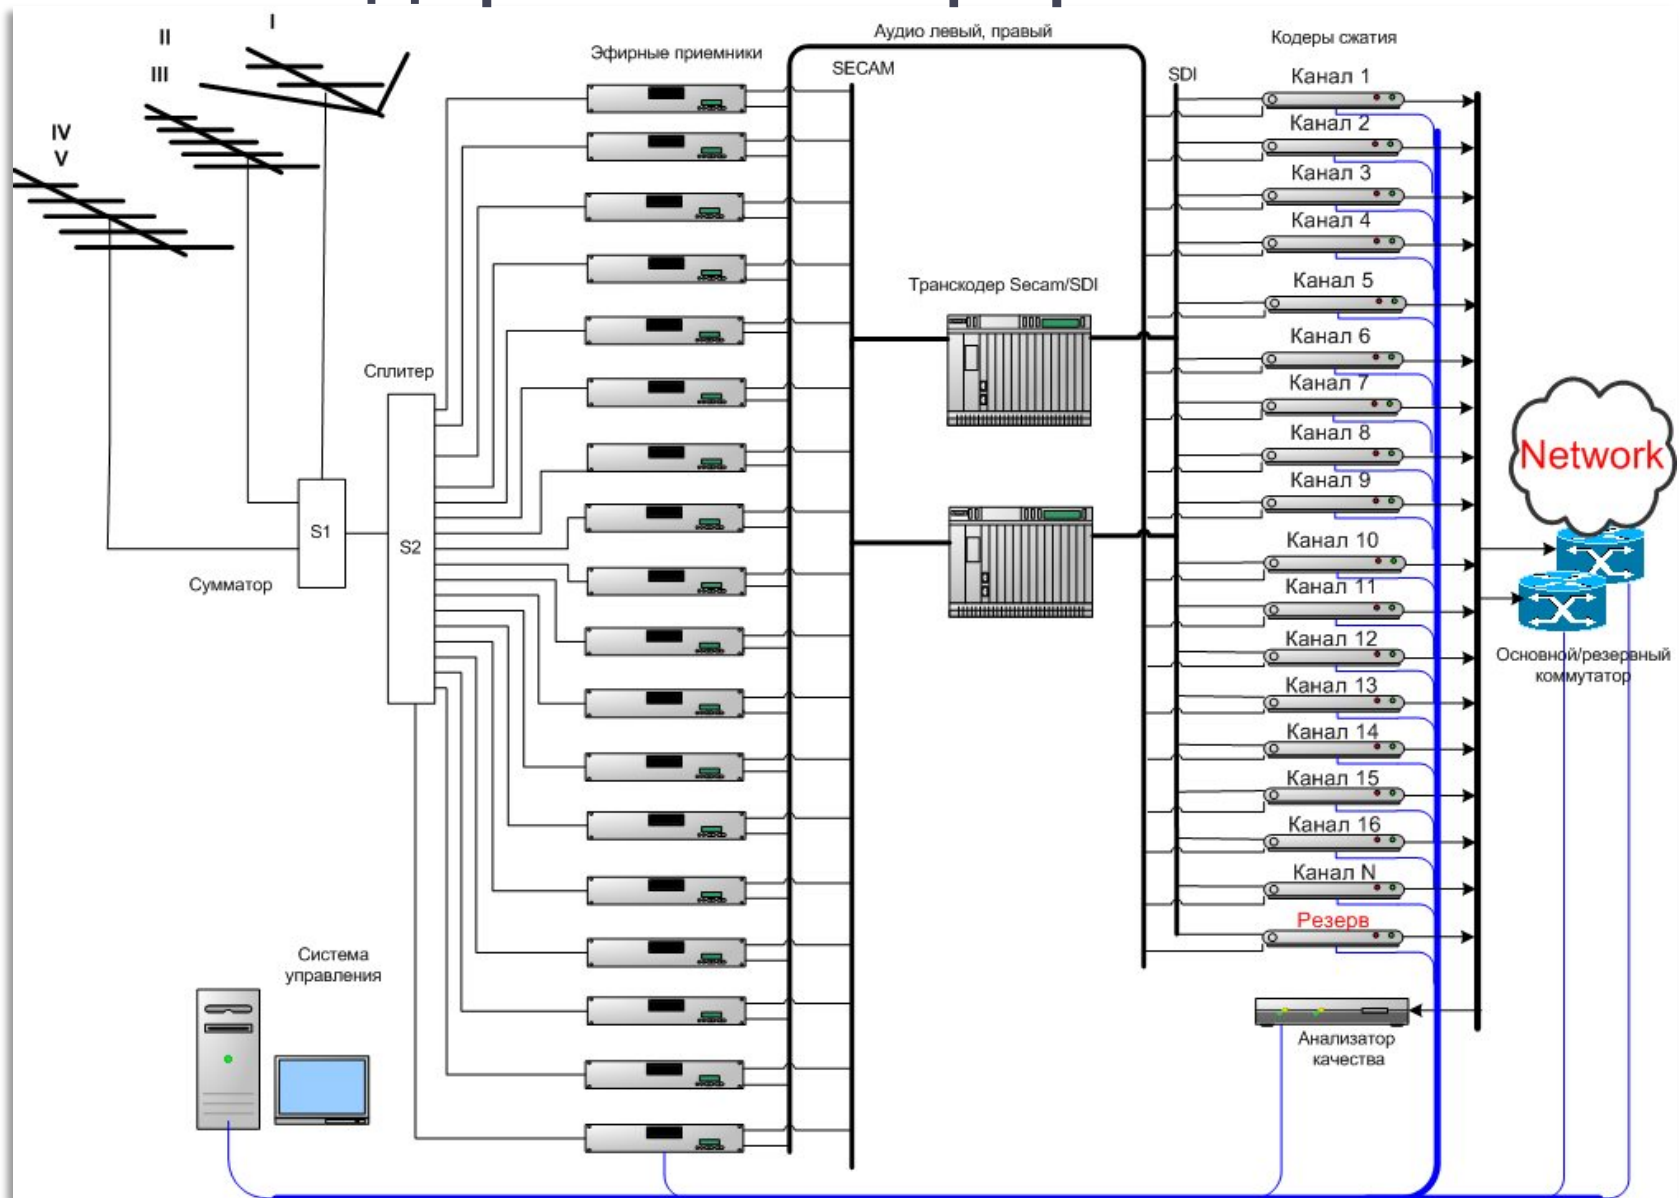 I
II
III
IV
V
Эфирные приемники
Аудио левый, правый
SECAM
SDI
Кодеры сжатия
Канал 1
Канал 2
Канал 3
Канал 4
Канал 5
Канал 6
Канал 7
Канал 8
Канал 9
Канал 10
Канал 11
Канал 12
Канал 13
Канал 14
Канал 15
Канал 16
Канал N
Резерв
Транскодер Secam/SDI
Сплитер
S1
S2
Сумматор
Network
Основной/резервный
коммутатор
Система
управления
Анализатор
качества